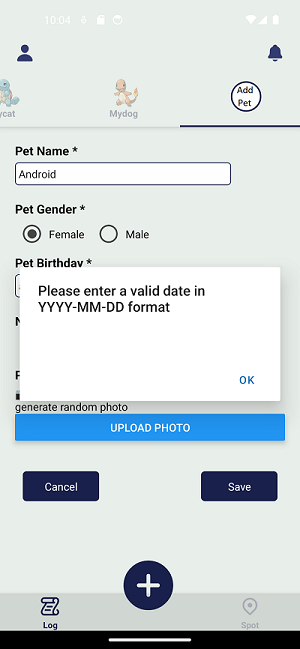 10:04
Add
Pet
ycat
Mydog
Pet Name *
Android
Pet Gender *
Female
Male
Pet Birthday *
Please enter a valid date in
YYYY-MM-DD format
OK
generate random photo
UPLOAD PHOTO
Cancel
Save
Log
Spot